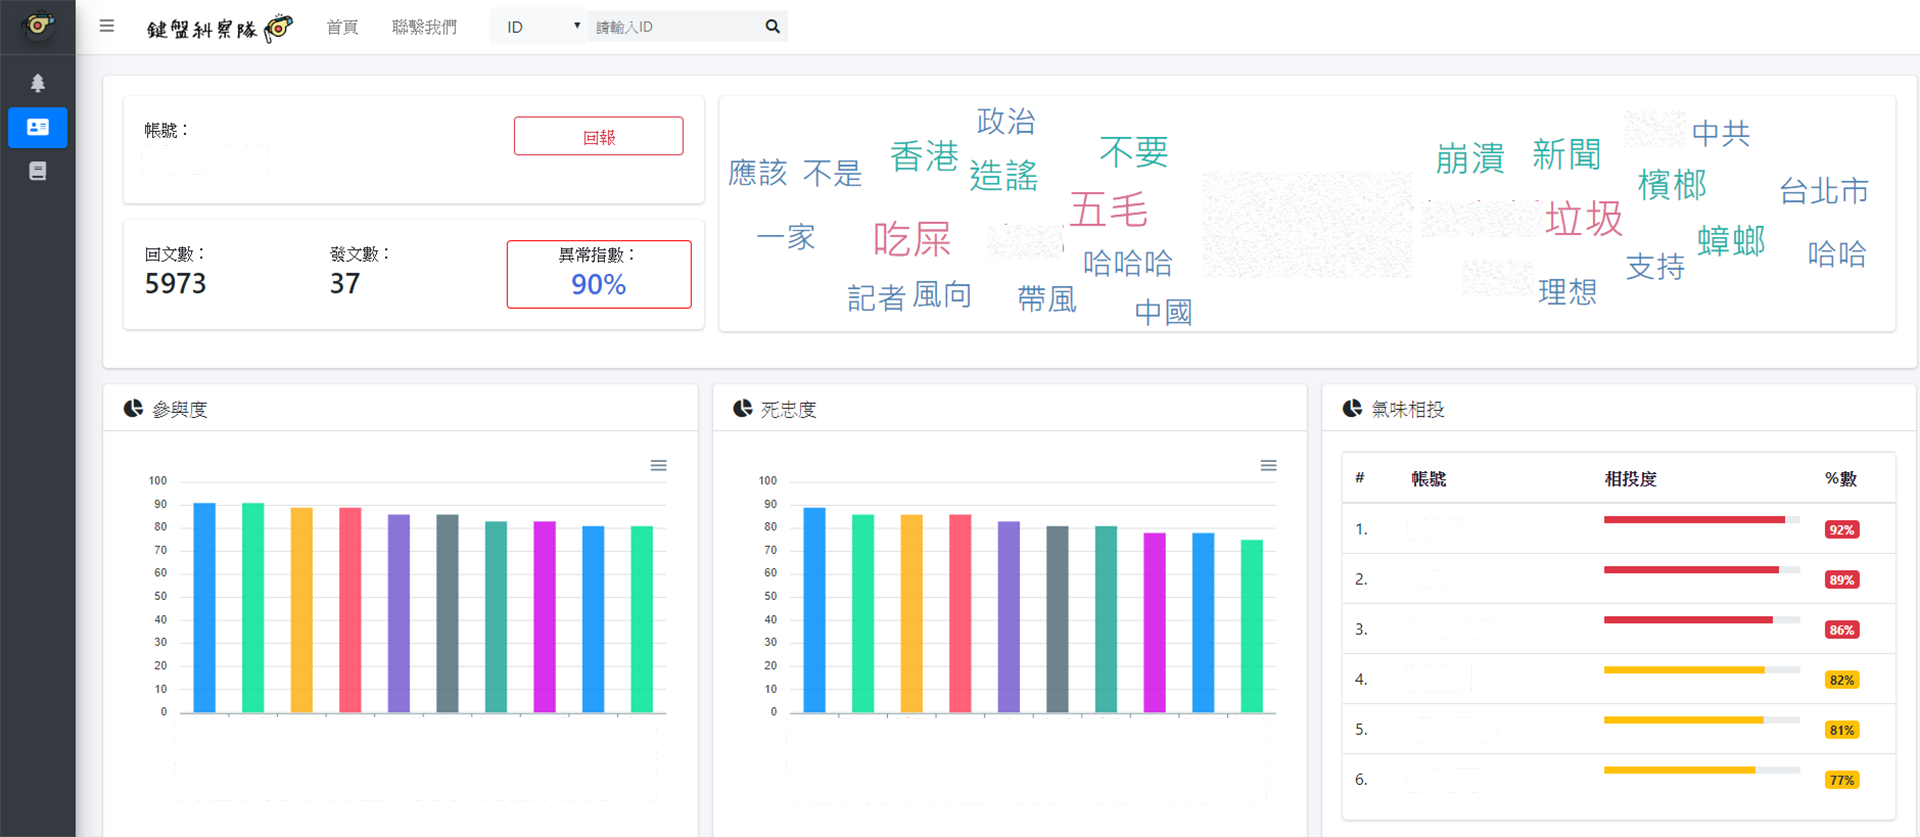 鍵盤糾察隊 首頁 聯繫我們 ID 請輸入ID
帳號：
回報
回文數：
5973
發文數：
37
異常指數：
90%
政治
香港
不要
應該
不是
造謠
五毛
一家
吃屎
哈哈哈
記者
風向
帶風
中國
崩潰
新聞
中共
檳榔
台北市
垃圾
蟑螂
支持
哈哈
理想
參與度
100
90
80
70
60
50
40
30
20
10
0
死忠度
100
90
80
70
60
50
40
30
20
10
0
氣味相投
# 帳號 相投度 %數
1. 92%
2. 89%
3. 86%
4. 82%
5. 81%
6. 77%